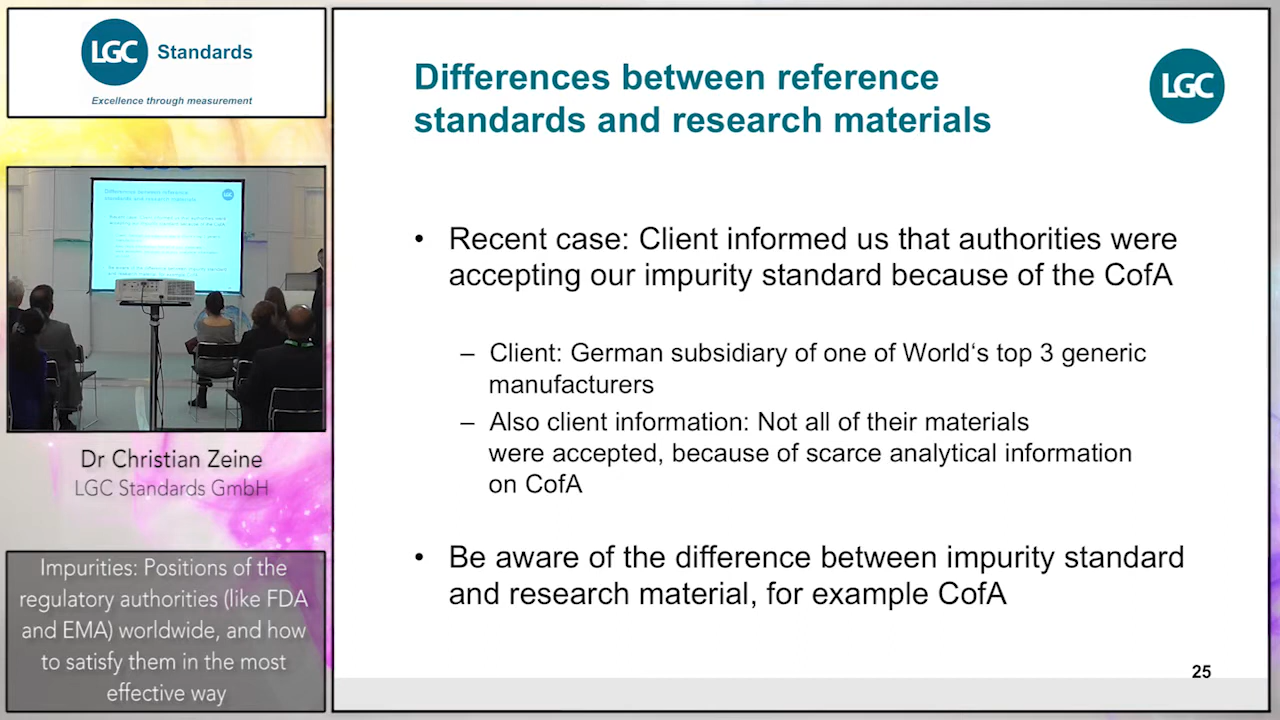 LGC Standards
Excellence through measurement
Dr Christian Zeine
LGC Standards GmbH
Impurities: Positions of the
regulatory authorities (like FDA
and EMA) worldwide, and how
to satisfy them in the most
effective way
Differences between reference
standards and research materials
LGC
• Recent case: Client informed us that authorities were
accepting our impurity standard because of the CofA
– Client: German subsidiary of one of World‘s top 3 generic
manufacturers
– Also client information: Not all of their materials
were accepted, because of scarce analytical information
on CofA
• Be aware of the difference between impurity standard
and research material, for example CofA
25